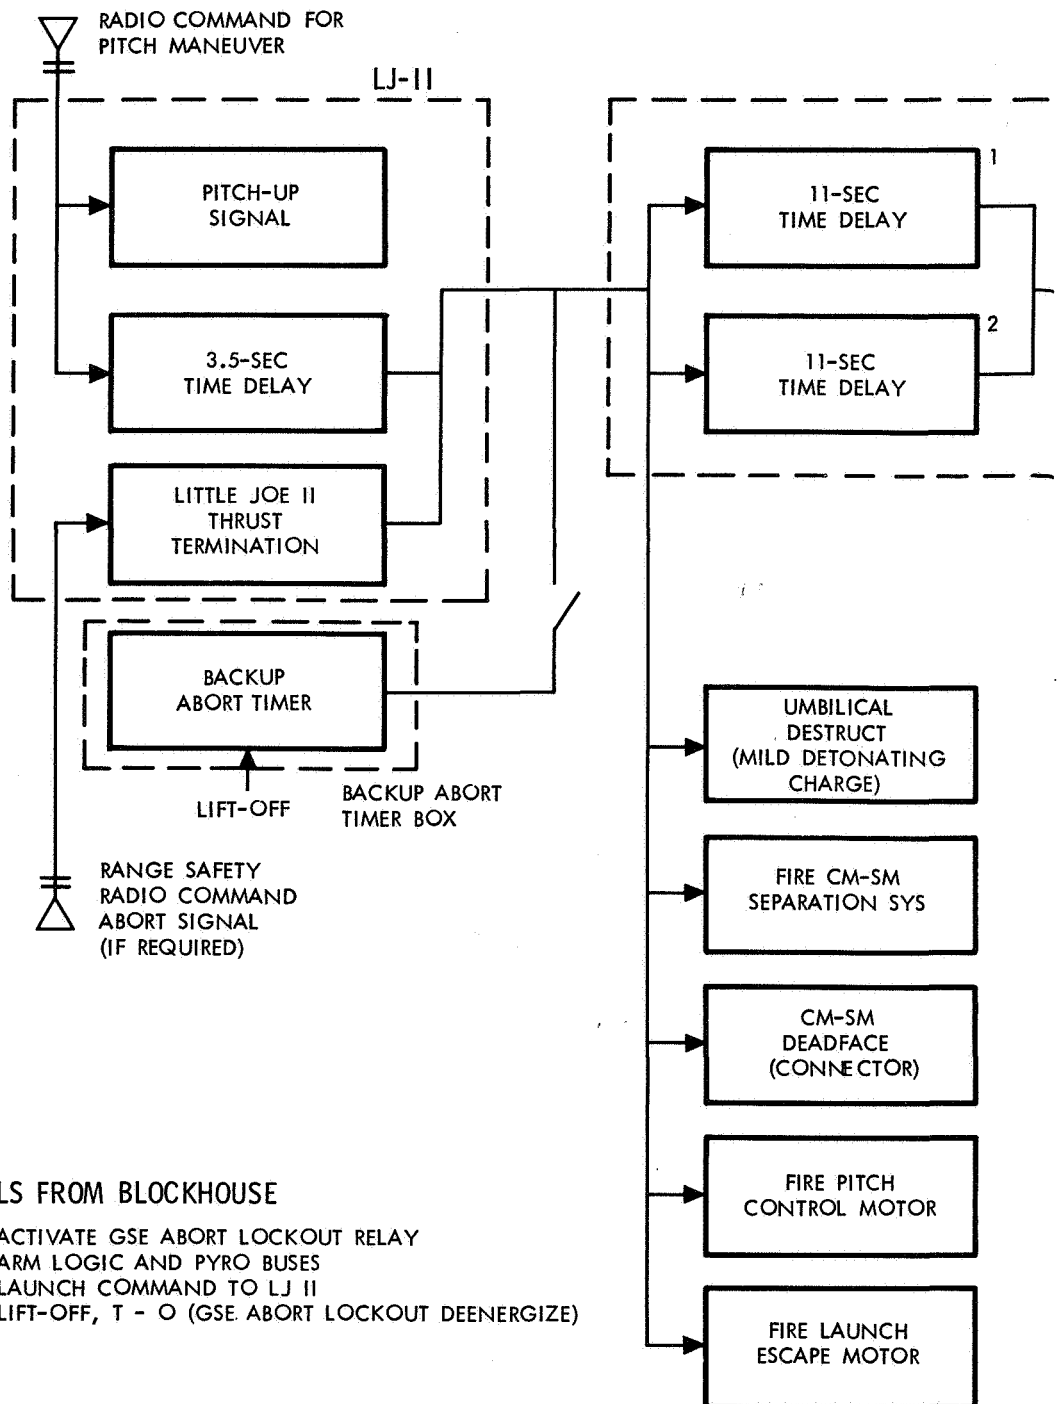 RADIO COMMAND FOR
PITCH MANEUVER
LJ-II
PITCH-UP
SIGNAL
3.5-SEC
TIME DELAY
LITTLE JOE II
THRUST
TERMINATION
BACKUP
ABORT TIMER
LIFT-OFF
BACKUP ABORT
TIMER BOX
RANGE SAFETY
RADIO COMMAND
ABORT SIGNAL
(IF REQUIRED)
1
11-SEC
TIME DELAY
2
11-SEC
TIME DELAY
UMBILICAL
DESTRUCT
(MILD DETONATING
CHARGE)
FIRE CM-SM
SEPARATION SYS
CM-SM
DEADFACE
(CONNECTOR)
FIRE PITCH
CONTROL MOTOR
FIRE LAUNCH
ESCAPE MOTOR
LS FROM BLOCKHOUSE
ACTIVATE GSE ABORT LOCKOUT RELAY
ARM LOGIC AND PYRO BUSES
LAUNCH COMMAND TO LJ II
LIFT-OFF, T - O (GSE ABORT LOCKOUT DEENERGIZE)